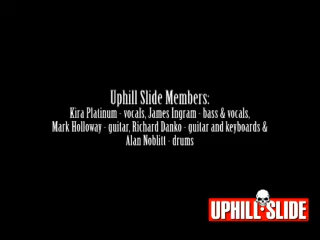 Uphill Slide Members:
Kira Platinum - vocals, James Ingram - bass & vocals,
Mark Holloway - guitar, Richard Danko - guitar and keyboards &
Alan Noblitt - drums
UPHILL SLIDE